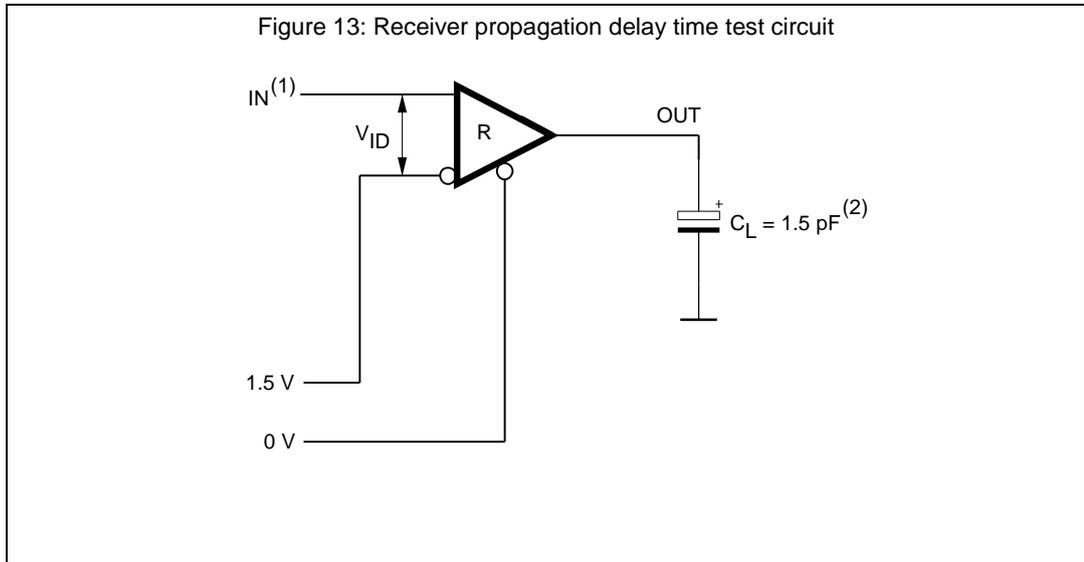 Figure 13: Receiver propagation delay time test circuit
IN(1)
VID
R
OUT
+
CL = 1.5 pF(2)
1.5 V
0 V